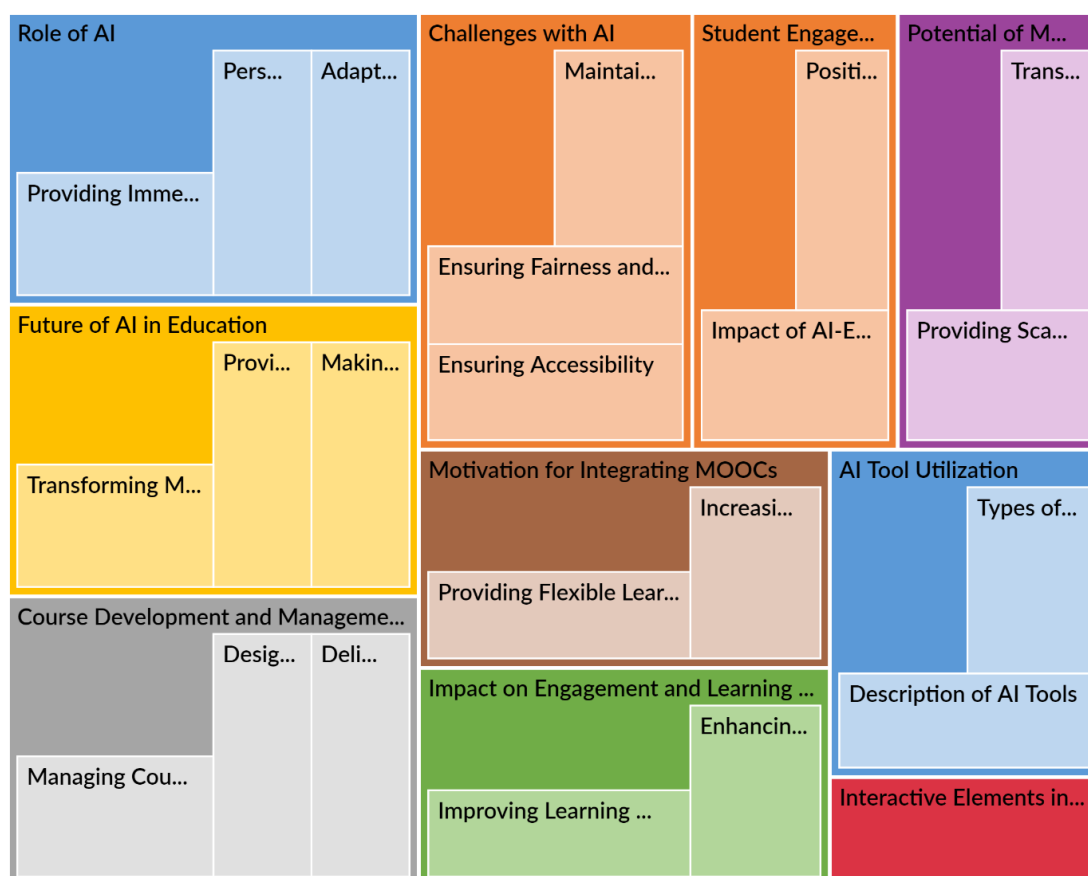 Role of AI
Pers...
Adapt...
Providing Imme...
Challenges with AI
Maintai...
Ensuring Fairness and...
Ensuring Accessibility
Student Engage...
Positi...
Impact of AI-E...
Potential of M...
Trans...
Providing Sca...
Future of AI in Education
Provi...
Makin...
Transforming M...
Motivation for Integrating MOOCs
Increasi...
Providing Flexible Lear...
AI Tool Utilization
Types of...
Description of AI Tools
Course Development and Manageme...
Desig...
Deli...
Managing Cou...
Impact on Engagement and Learning ...
Enhancin...
Improving Learning ...
Interactive Elements in...